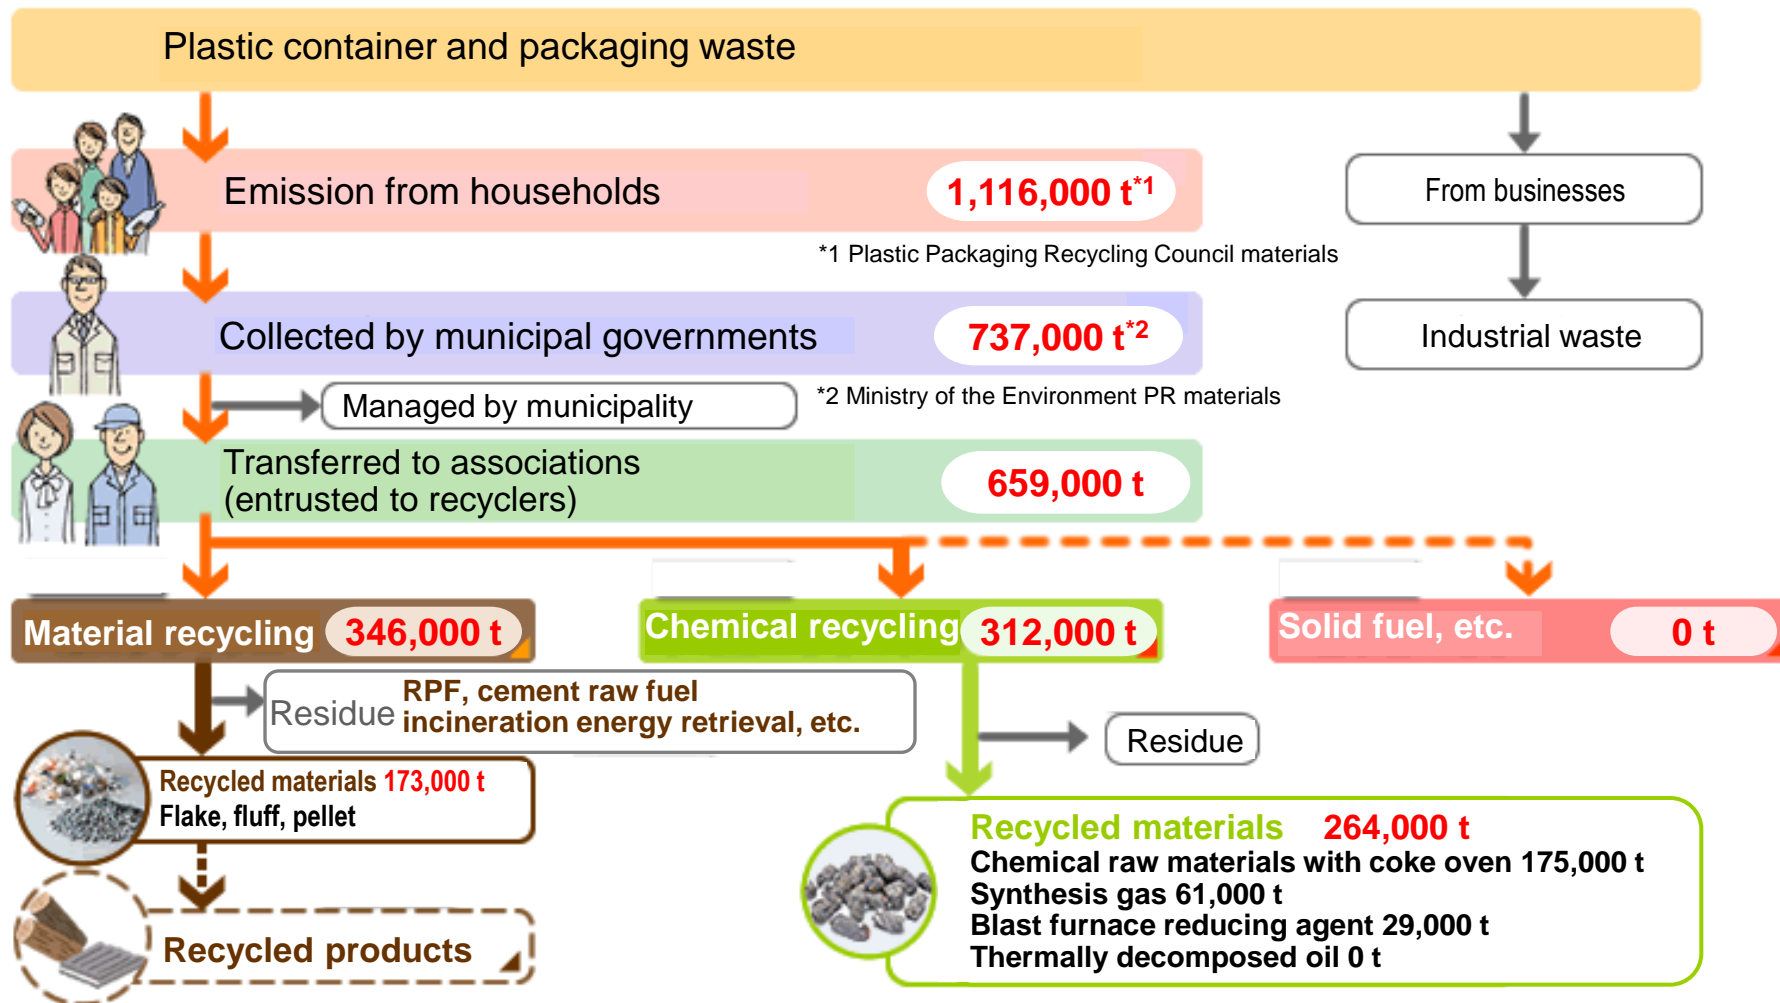 Plastic container and packaging waste
Emission from households
1,116,000 t*1
From businesses
*1 Plastic Packaging Recycling Council materials
Collected by municipal governments
737,000 t*2
Industrial waste
*2 Ministry of the Environment PR materials
Managed by municipality
Transferred to associations
(entrusted to recyclers)
659,000 t
Material recycling 346,000 t
Chemical recycling 312,000 t
Solid fuel, etc. 0 t
Residue
RPF, cement raw fuel
incineration energy retrieval, etc.
Residue
Recycled materials 173,000 t
Flake, fluff, pellet
Recycled products
Recycled materials 264,000 t
Chemical raw materials with coke oven 175,000 t
Synthesis gas 61,000 t
Blast furnace reducing agent 29,000 t
Thermally decomposed oil 0 t